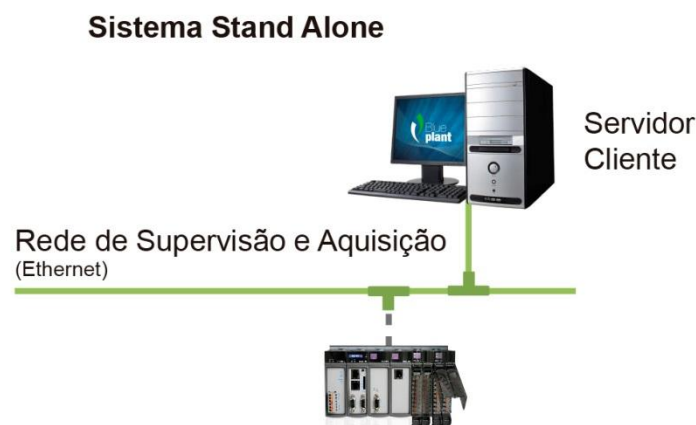 Sistema Stand Alone
Blue
plant
Servidor
Cliente
Rede de Supervisão e Aquisição
(Ethernet)